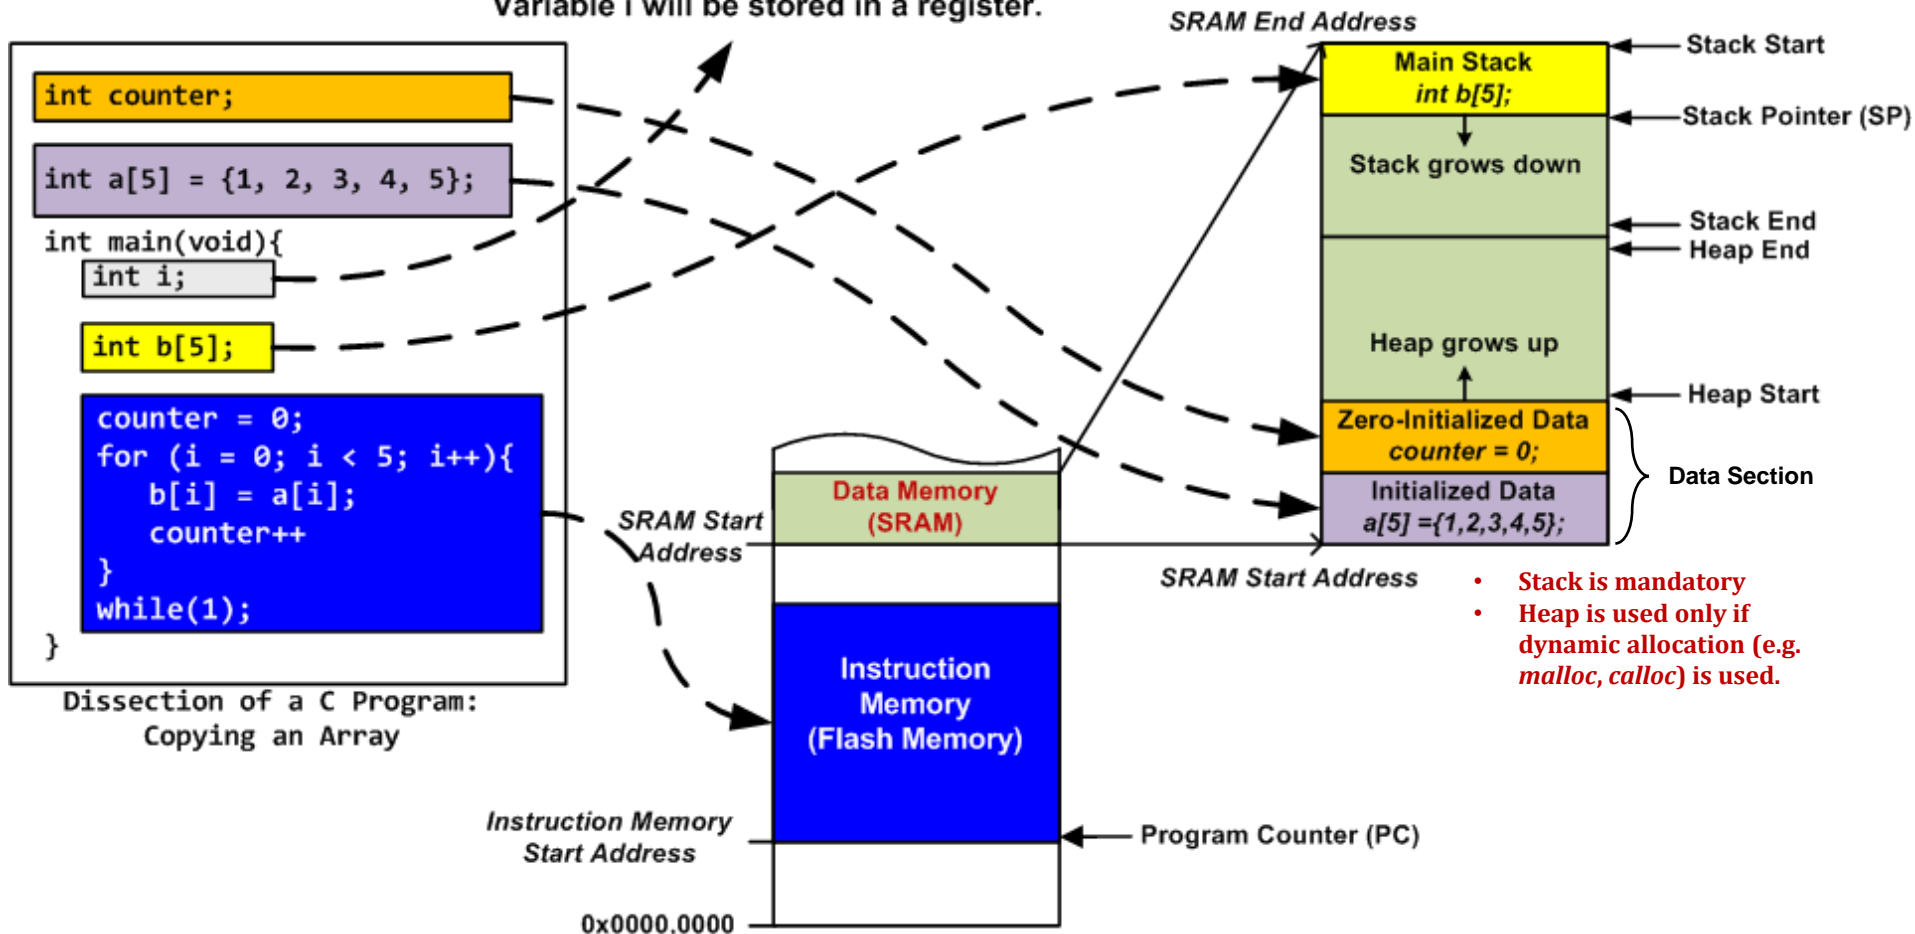 Variable i will be stored in a register.
int counter;
int a[5] = {1, 2, 3, 4, 5};
int main(void){
int i;
int b[5];
counter = 0;
for (i = 0; i < 5; i++){
b[i] = a[i];
counter++
}
while(1);
}
Dissection of a C Program:
Copying an Array
SRAM Start
Address
Data Memory
(SRAM)
Instruction
Memory
(Flash Memory)
Instruction Memory
Start Address
Program Counter (PC)
0x0000,0000
SRAM End Address
Main Stack
int b[5];
Stack grows down
Heap grows up
Zero-Initialized Data
counter = 0;
Initialized Data
a[5] ={1,2,3,4,5};
SRAM Start Address
Stack Start
Stack Pointer (SP)
Stack End
Heap End
Heap Start
Data Section
• Stack is mandatory
• Heap is used only if
dynamic allocation (e.g.
malloc, calloc) is used.